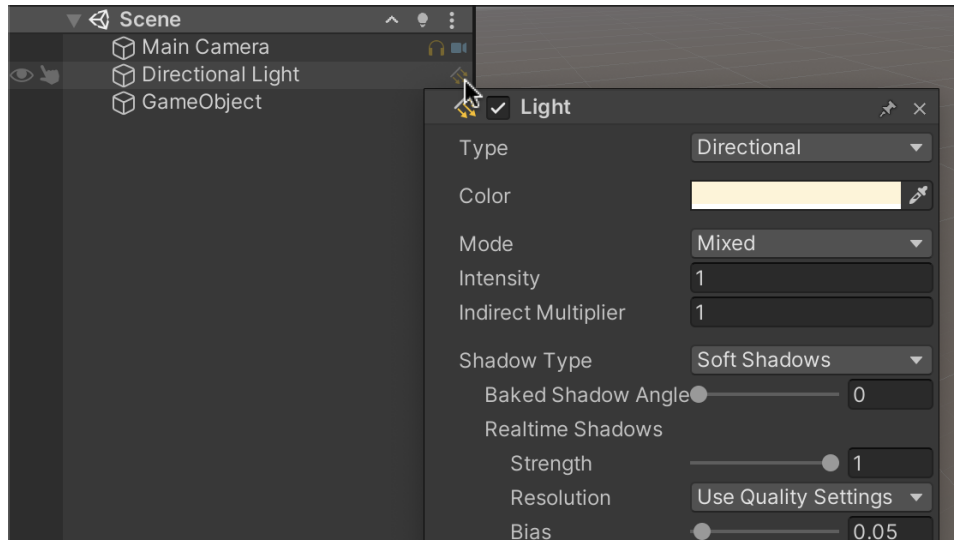 Scene
Main Camera
Directional Light
GameObject
Light
Type Directional
Color
Mode Mixed
Intensity 1
Indirect Multiplier 1
Shadow Type Soft Shadows
Baked Shadow Angle 0
Realtime Shadows
Strength 1
Resolution Use Quality Settings
Bias 0.05